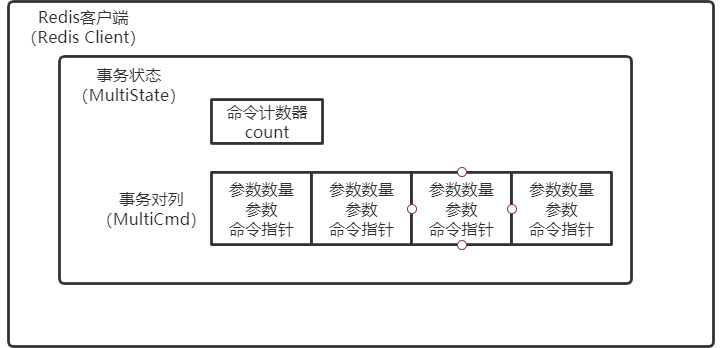 Redis客户端
（Redis Client）
事务状态
（MultiState）
命令计数器
count
事务对列
（MultiCmd）
参数数量
参数
命令指针
参数数量
参数
命令指针
参数数量
参数
命令指针
参数数量
参数
命令指针